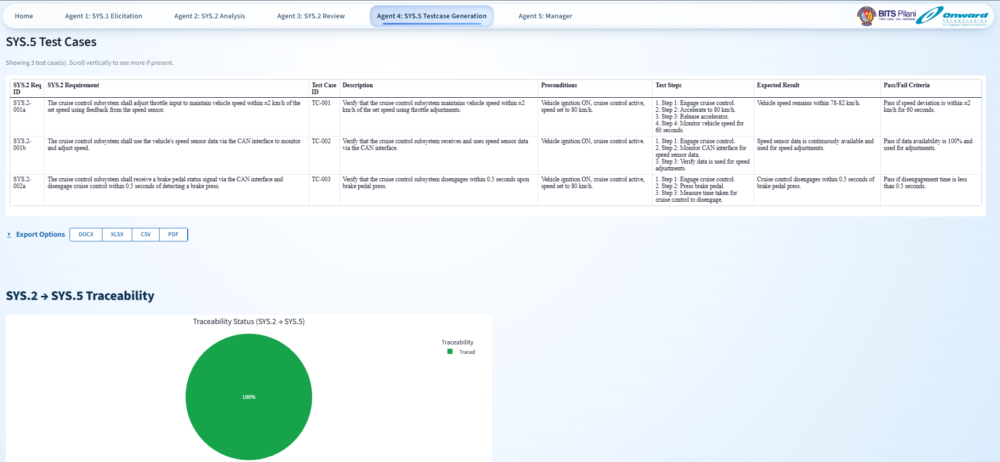 Home
Agent 1: SYS.1 Elicitation
Agent 2: SYS.2 Analysis
Agent 3: SYS.2 Review
Agent 4: SYS.5 Testcase Generation
Agent 5: Manager
BITS Pilani
Onward
TECHNOLOGIES
SYS.5 Test Cases
Showing 3 test case(s). Scroll vertically to see more if present.
SYS.2 Req
ID
SYS.2 Requirement
Test Case
ID
Description
Preconditions
Test Steps
Expected Result
Pass/Fail Criteria
SYS.2-
001a
The cruise control subsystem shall adjust throttle input to maintain vehicle speed within ±2 km/h of the
set speed using feedback from the speed sensor.
TC-001
Verify that the cruise control subsystem maintains vehicle speed within ±2
km/h of the set speed using throttle adjustments.
Vehicle ignition ON, cruise control active,
speed set to 80 km/h.
1. Step 1: Engage cruise control.
2. Step 2: Accelerate to 80 km/h.
3. Step 3: Release accelerator.
4. Step 4: Monitor vehicle speed for
60 seconds.
Vehicle speed remains within 78-82 km/h.
Pass if speed deviation is within ±2
km/h for 60 seconds.
SYS.2-
001b
The cruise control subsystem shall use the vehicle's speed sensor data via the CAN interface to monitor
and adjust speed.
TC-002
Verify that the cruise control subsystem receives and uses speed sensor data
via the CAN interface.
Vehicle ignition ON, cruise control active.
1. Step 1: Engage cruise control.
2. Step 2: Monitor CAN interface for
speed sensor data.
3. Step 3: Verify data is used for speed
adjustments.
Speed sensor data is continuously available and
used for speed adjustments.
Pass if data availability is 100% and
used for adjustments.
SYS.2-
002a
The cruise control subsystem shall receive a brake pedal status signal via the CAN interface and
disengage cruise control within 0.5 seconds of detecting a brake press.
TC-003
Verify that the cruise control subsystem disengages within 0.5 seconds upon
brake pedal press.
Vehicle ignition ON, cruise control active,
speed set to 80 km/h.
1. Step 1: Engage cruise control.
2. Step 2: Press brake pedal.
3. Step 3: Measure time taken for
cruise control to disengage.
Cruise control disengages within 0.5 seconds of
brake pedal press.
Pass if disengagement time is less
than 0.5 seconds.
Export Options
DOCX
XLSX
CSV
PDF
SYS.2 → SYS.5 Traceability
Traceability Status (SYS.2 → SYS.5)
Traceability
Traced
100%